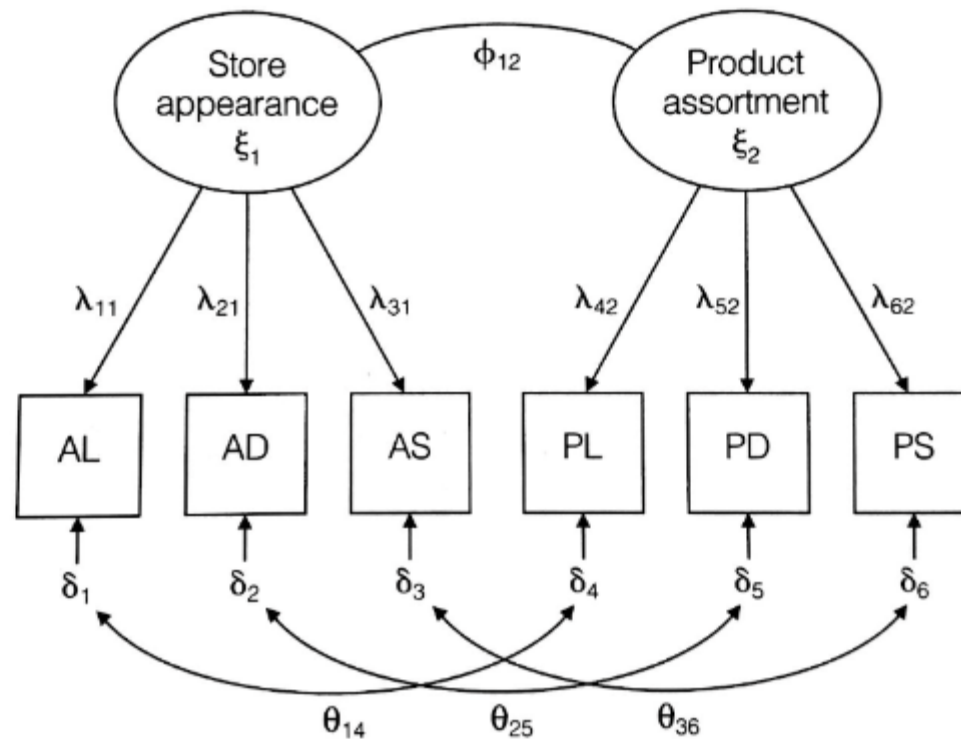 Store
appearance
ξ₁
ϕ₁₂
Product
assortment
ξ₂
λ₁₁
λ₂₁
λ₃₁
λ₄₂
λ₅₂
λ₆₂
AL
AD
AS
PL
PD
PS
δ₁
δ₂
δ₃
δ₄
δ₅
δ₆
θ₁₄
θ₂₅
θ₃₆